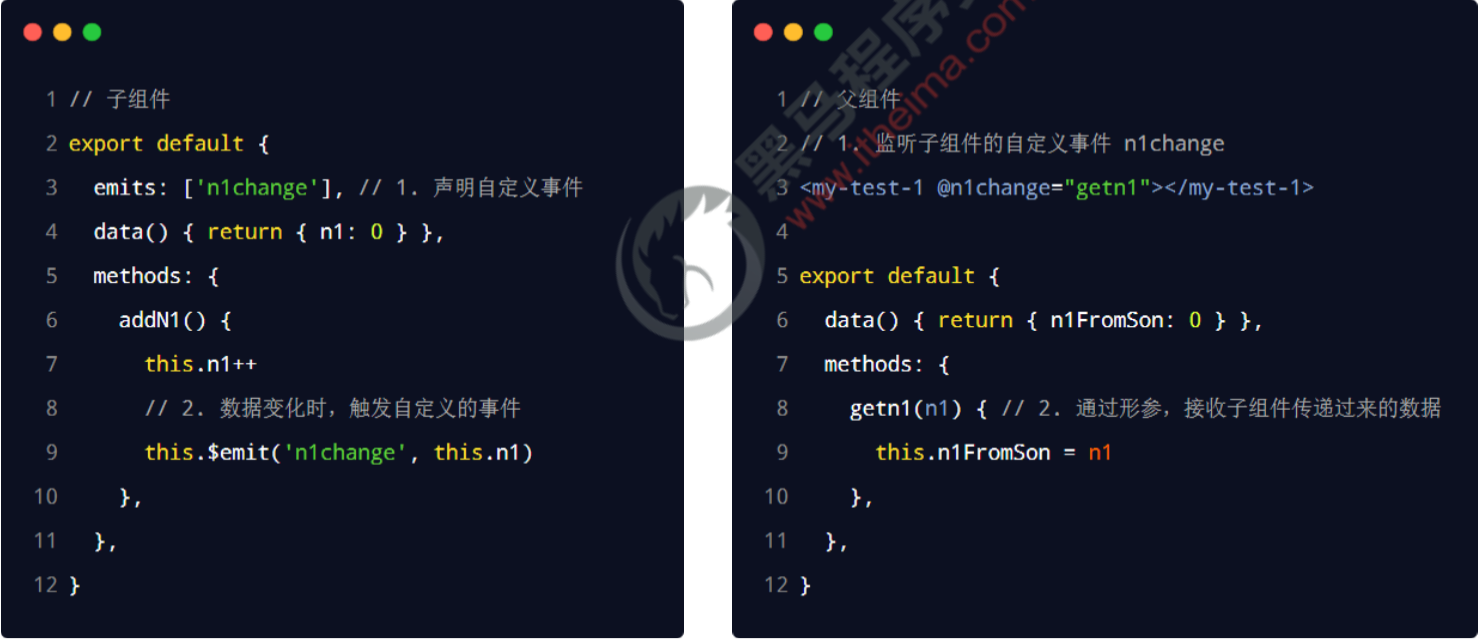 1 // 子组件
2 export default {
3 emits: ['n1change'], // 1. 声明自定义事件
4 data() { return { n1: 0 } },
5 methods: {
6 addN1() {
7 this.n1++
8 // 2. 数据变化时，触发自定义的事件
9 this.$emit('n1change', this.n1)
10 },
11 },
12 }
1 // 父组件
2 // 1. 监听子组件的自定义事件 n1change
3 <my-test-1 @n1change="getn1"></my-test-1>
4
5 export default {
6 data() { return { n1FromSon: 0 } },
7 methods: {
8 getn1(n1) { // 2. 通过形参，接收子组件传递过来的数据
9 this.n1FromSon = n1
10 },
11 },
12 }
黑马程序
www.itheima.com